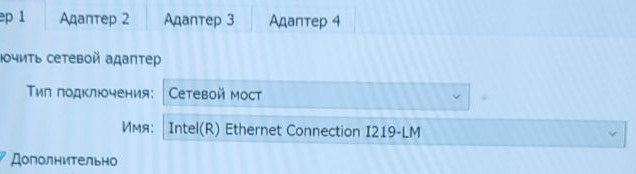 ер 1 Адаптер 2 Адаптер 3 Адаптер 4
ючить сетевой адаптер
Тип подключения: Сетевой мост
Имя: Intel(R) Ethernet Connection I219-LM
Дополнительно